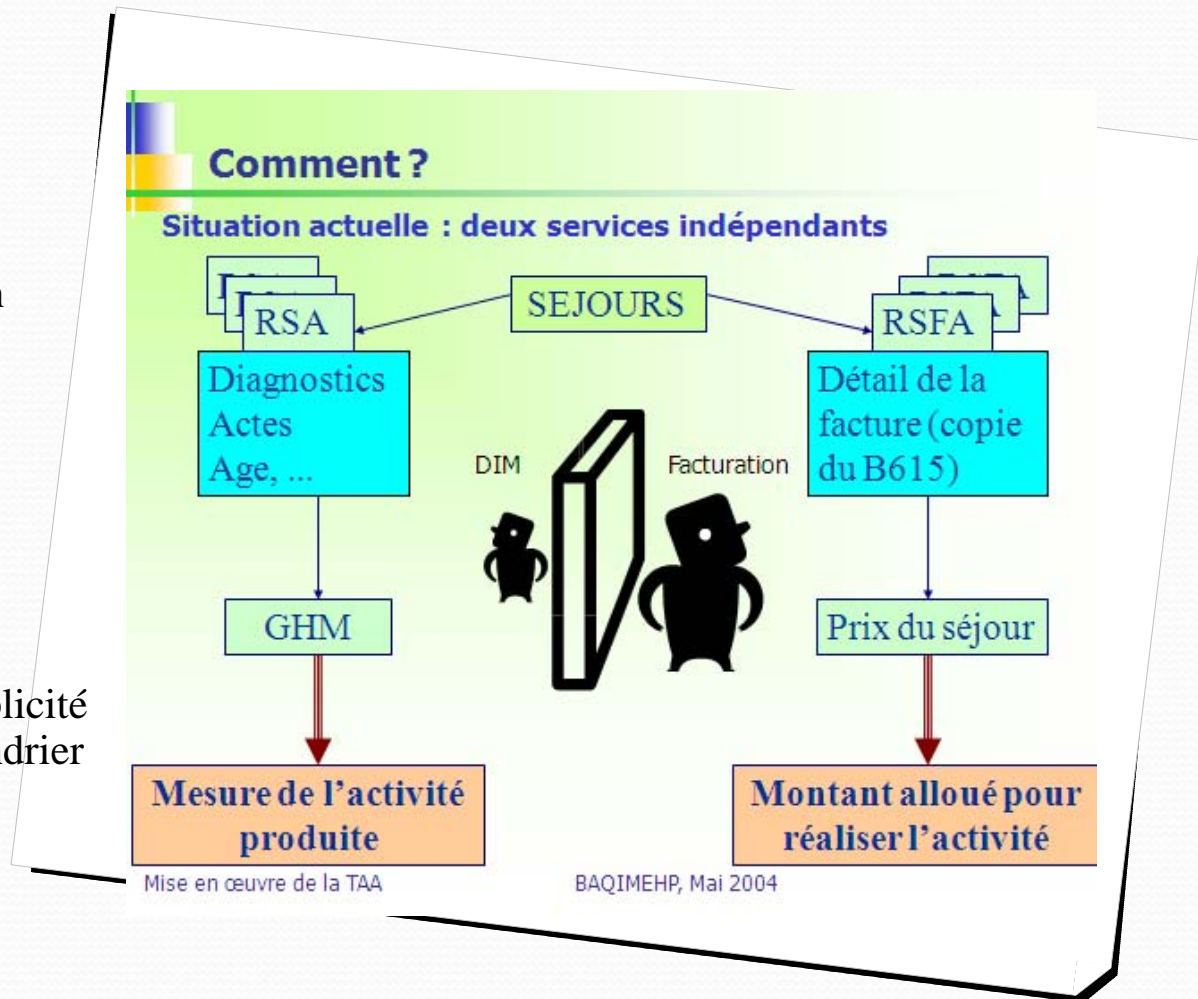 Comment ?
Situation actuelle : deux services indépendants
SEJOURS
RSA
RSFA
Diagnostics
Actes
Age, ...
Détail de la
facture (copie
du B615)
DIM
Facturation
GHM
Prix du séjour
Mesure de l’activité
produite
Montant alloué pour
réaliser l’activité
Mise en œuvre de la TAA
BAQIMEHP, Mai 2004